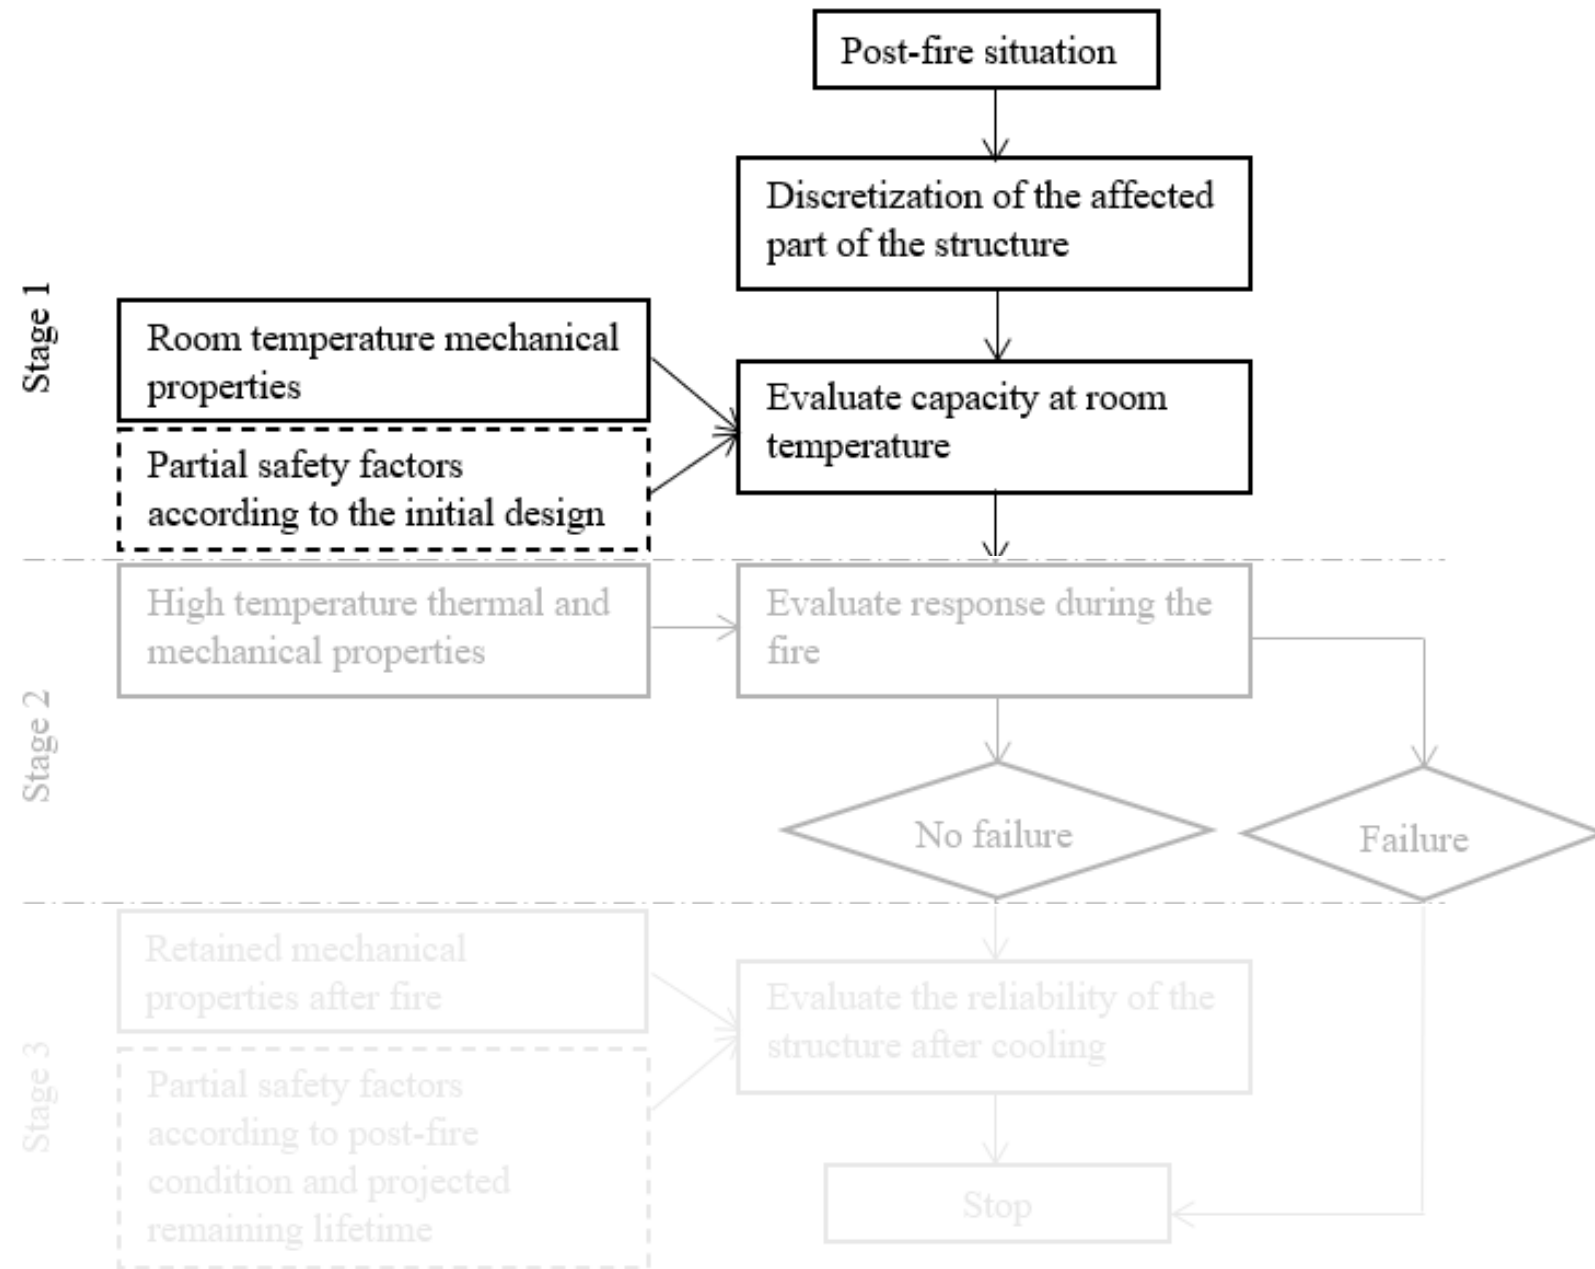 Post-fire situation
Discretization of the affected
part of the structure
Stage 1
Room temperature mechanical
properties
Partial safety factors
according to the initial design
Evaluate capacity at room
temperature
Stage 2
High temperature thermal and
mechanical properties
Evaluate response during the
fire
No failure
Failure
Stage 3
Retained mechanical
properties after fire
Partial safety factors
according to post-fire
condition and projected
remaining lifetime
Evaluate the reliability of the
structure after cooling
Stop